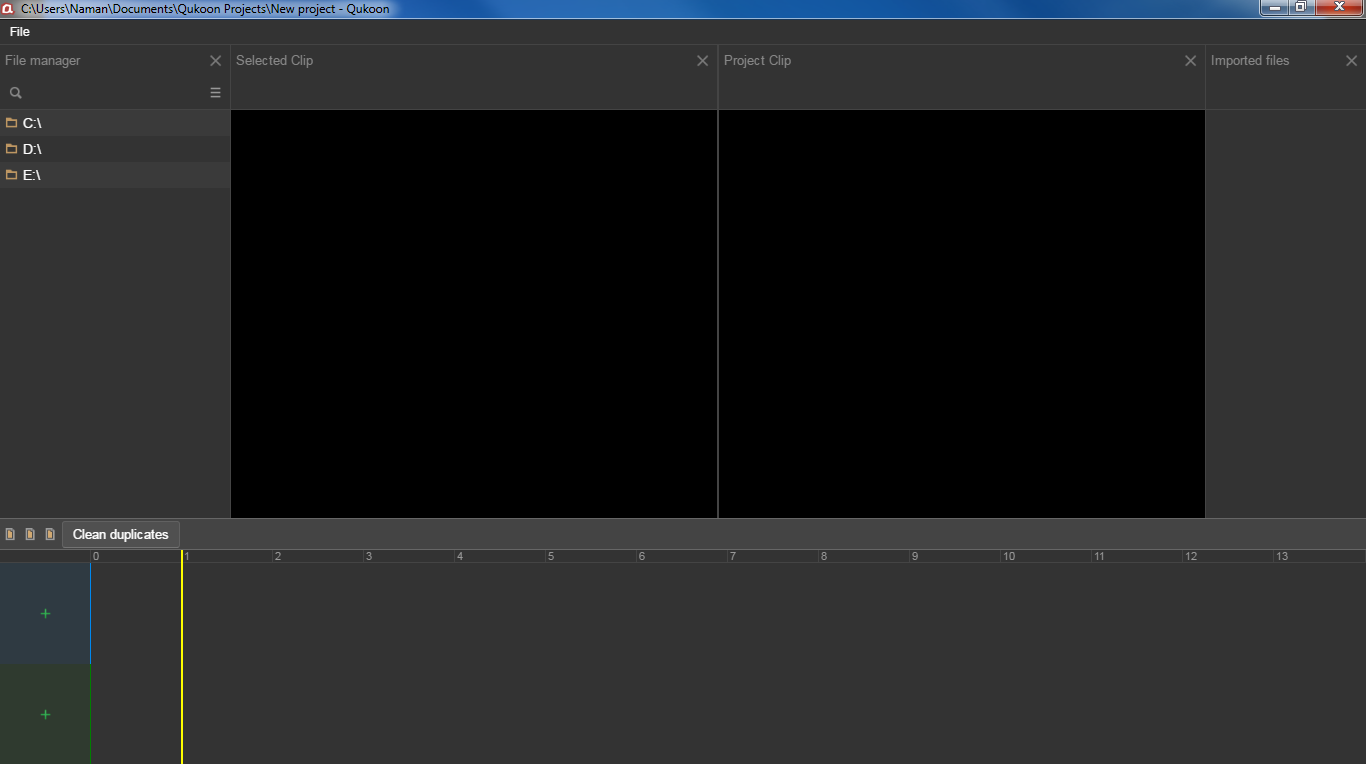 C:\Users\Naman\Documents\Qukoon Projects\New project - Qukoon
File
File manager
Selected Clip
Project Clip
Imported files
C:\
D:\
E:\
Clean duplicates
0 1 2 3 4 5 6 7 8 9 10 11 12 13